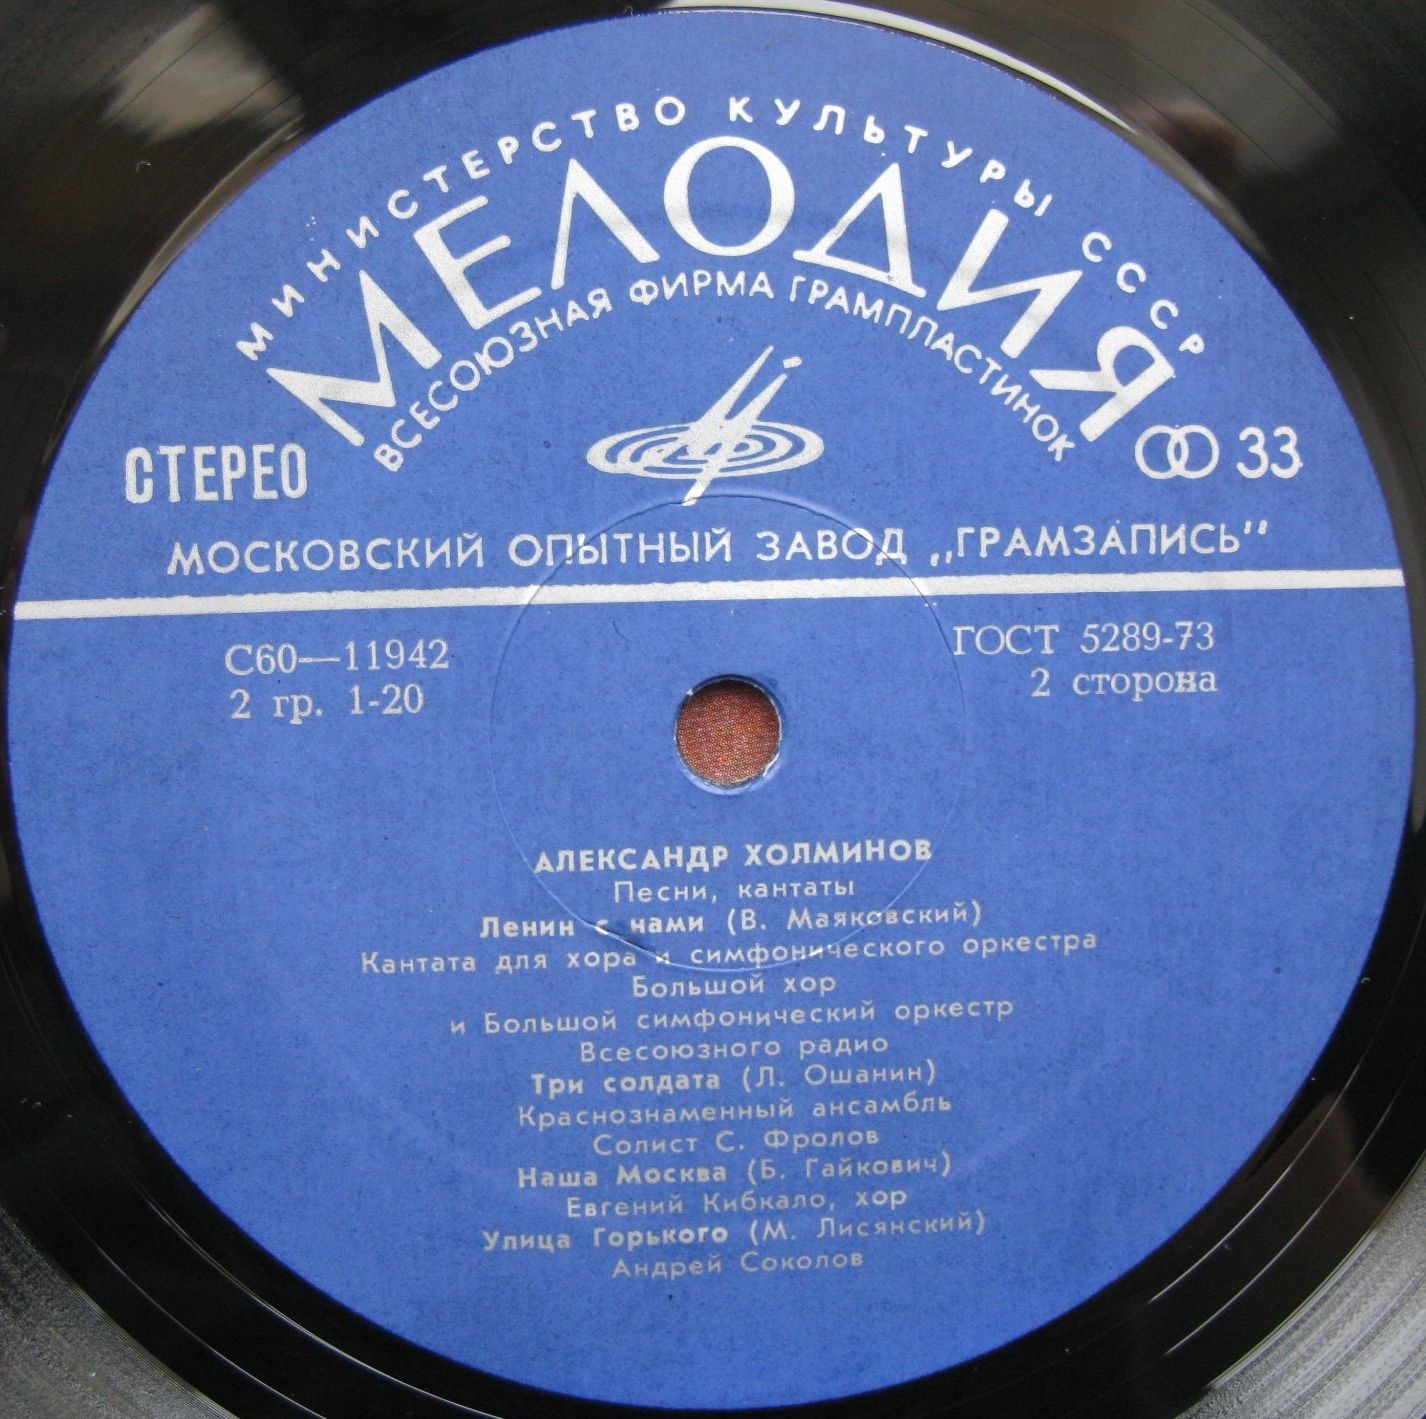 МИНИСТЕРСТВО КУЛЬТУРЫ СССР
МЕЛОДИЯ
ВСЕСОЮЗНАЯ ФИРМА ГРАМПЛАСТИНОК
СТЕРЕО
33
МОСКОВСКИЙ ОПЫТНЫЙ ЗАВОД „ГРАМЗАПИСЬ"
С60—11942
ГОСТ 5289-73
2 гр. 1-20
2 сторона
АЛЕКСАНДР ХОЛМИНОВ
Песни, кантаты
Ленин с нами (В. Маяковский)
Кантата для хора и симфонического оркестра
Большой хор
и Большой симфонический оркестр
Всесоюзного радио
Три солдата (Л. Ошанин)
Краснознаменный ансамбль
Солист С. Фролов
Наша Москва (Б. Гайкович)
Евгений Кибкало, хор
Улица Горького (М. Лисянский)
Андрей Соколов